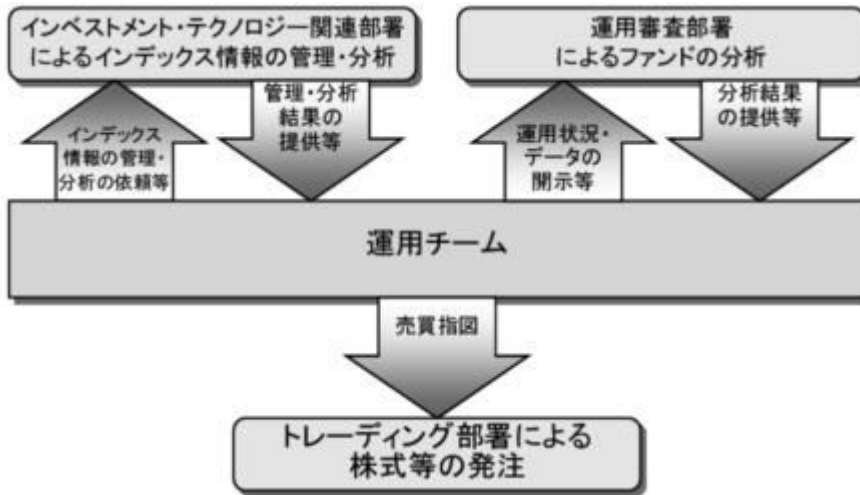 インベストメント・テクノロジー関連部署
によるインデックス情報の管理・分析
運用審査部署
によるファンドの分析
インデックス
情報の管理・
分析の依頼等
管理・分析
結果の
提供等
運用状況・
データの
開示等
分析結果
の提供等
運用チーム
売買指図
トレーディング部署による
株式等の発注